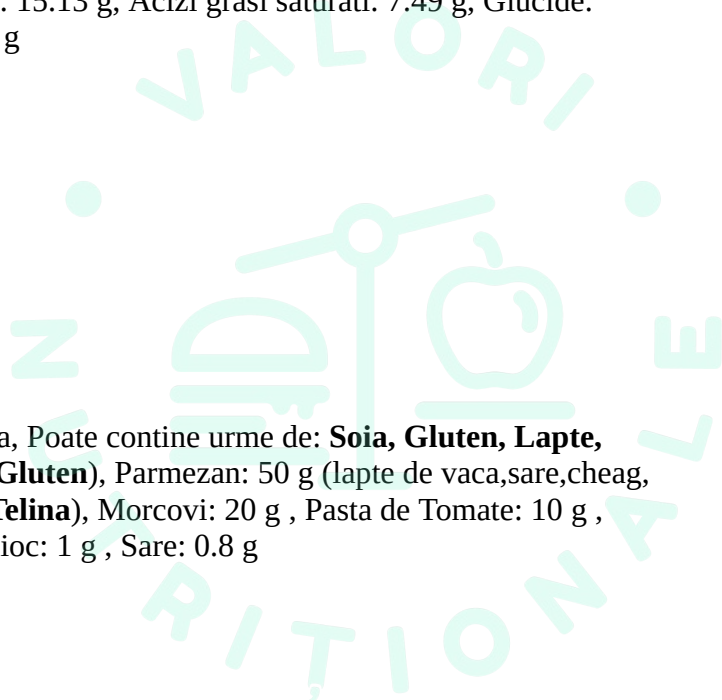 . 15.13 g, Acizi grasi saturati: 7.49 g, Glucide:
g
VALORI
a, Poate contine urme de: Soia, Gluten, Lapte,
Gluten), Parmezan: 50 g (lapte de vaca,sare,cheag,
Telina), Morcovi: 20 g , Pasta de Tomate: 10 g ,
ioc: 1 g , Sare: 0.8 g
NUTRIȚIONALE